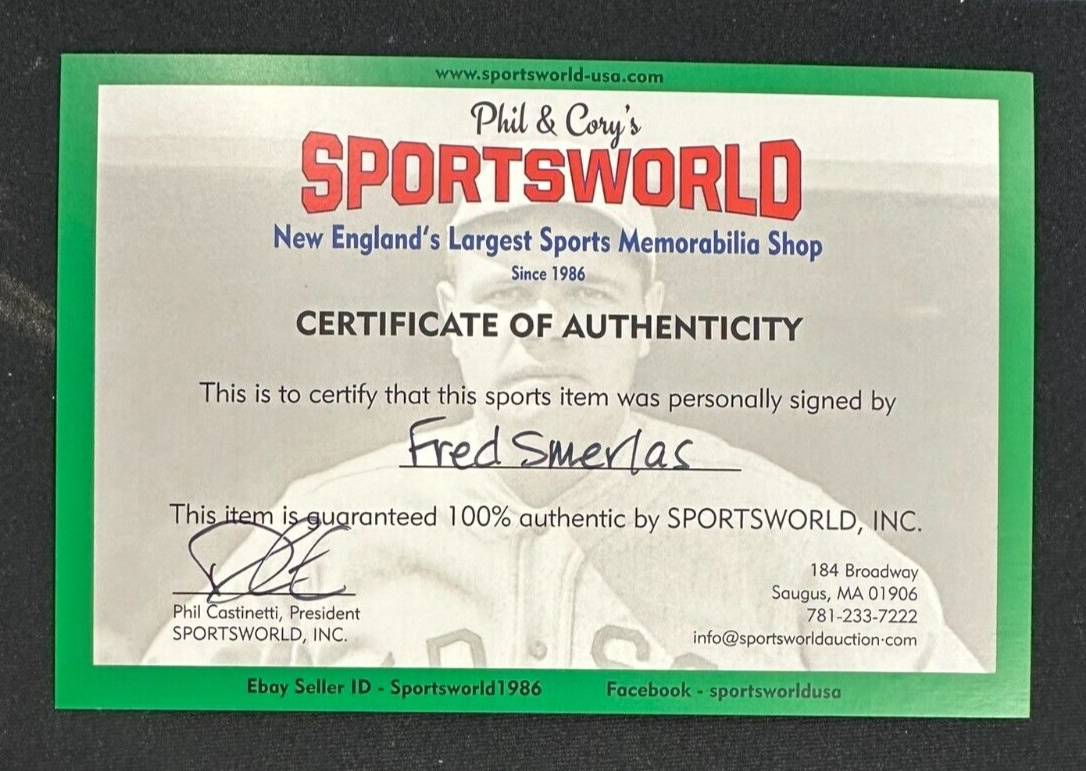 www.sportsworld-usa.com
Phil & Cory's
SPORTSWORLD
New England's Largest Sports Memorabilia Shop
Since 1986
CERTIFICATE OF AUTHENTICITY
This is to certify that this sports item was personally signed by
Fred Smerlas
This item is guaranteed 100% authentic by SPORTSWORLD, INC.
Phil Castinetti, President
SPORTSWORLD, INC.
184 Broadway
Saugus, MA 01906
781-233-7222
info@sportsworldauction·com
Ebay Seller ID - Sportsworld1986
Facebook - sportsworldusa